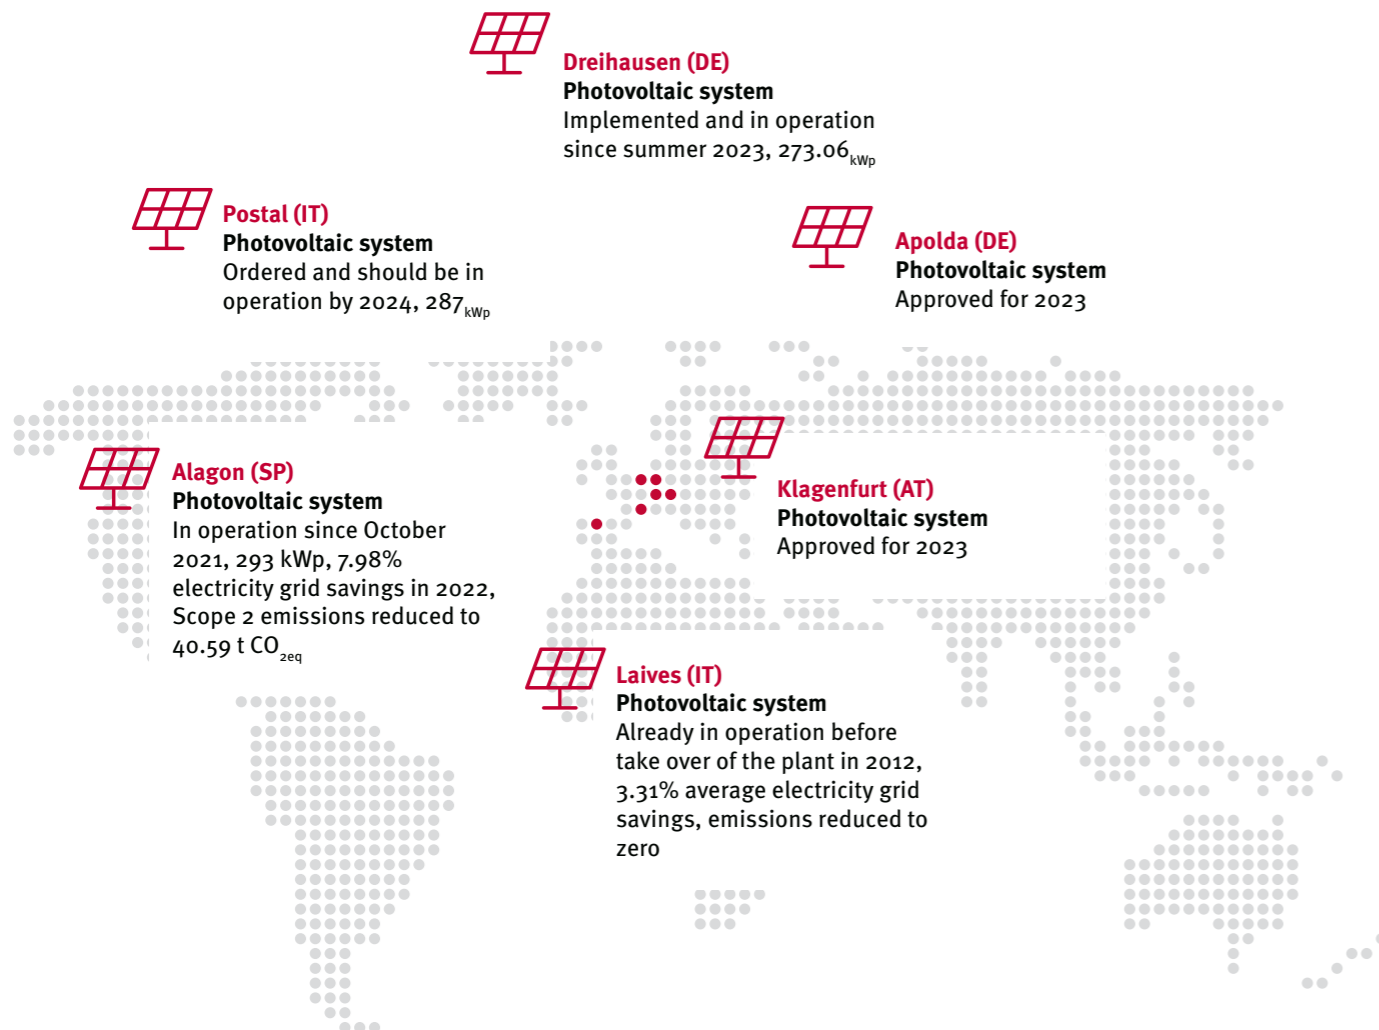 Dreihausen (DE)
Photovoltaic system
Implemented and in operation
since summer 2023, 273.06 kWp
Postal (IT)
Photovoltaic system
Ordered and should be in
operation by 2024, 287 kWp
Apolda (DE)
Photovoltaic system
Approved for 2023
Alagon (SP)
Photovoltaic system
In operation since October
2021, 293 kWp, 7.98%
electricity grid savings in 2022,
Scope 2 emissions reduced to
40.59 t CO2eq
Klagenfurt (AT)
Photovoltaic system
Approved for 2023
Laives (IT)
Photovoltaic system
Already in operation before
take over of the plant in 2012,
3.31% average electricity grid
savings, emissions reduced to
zero